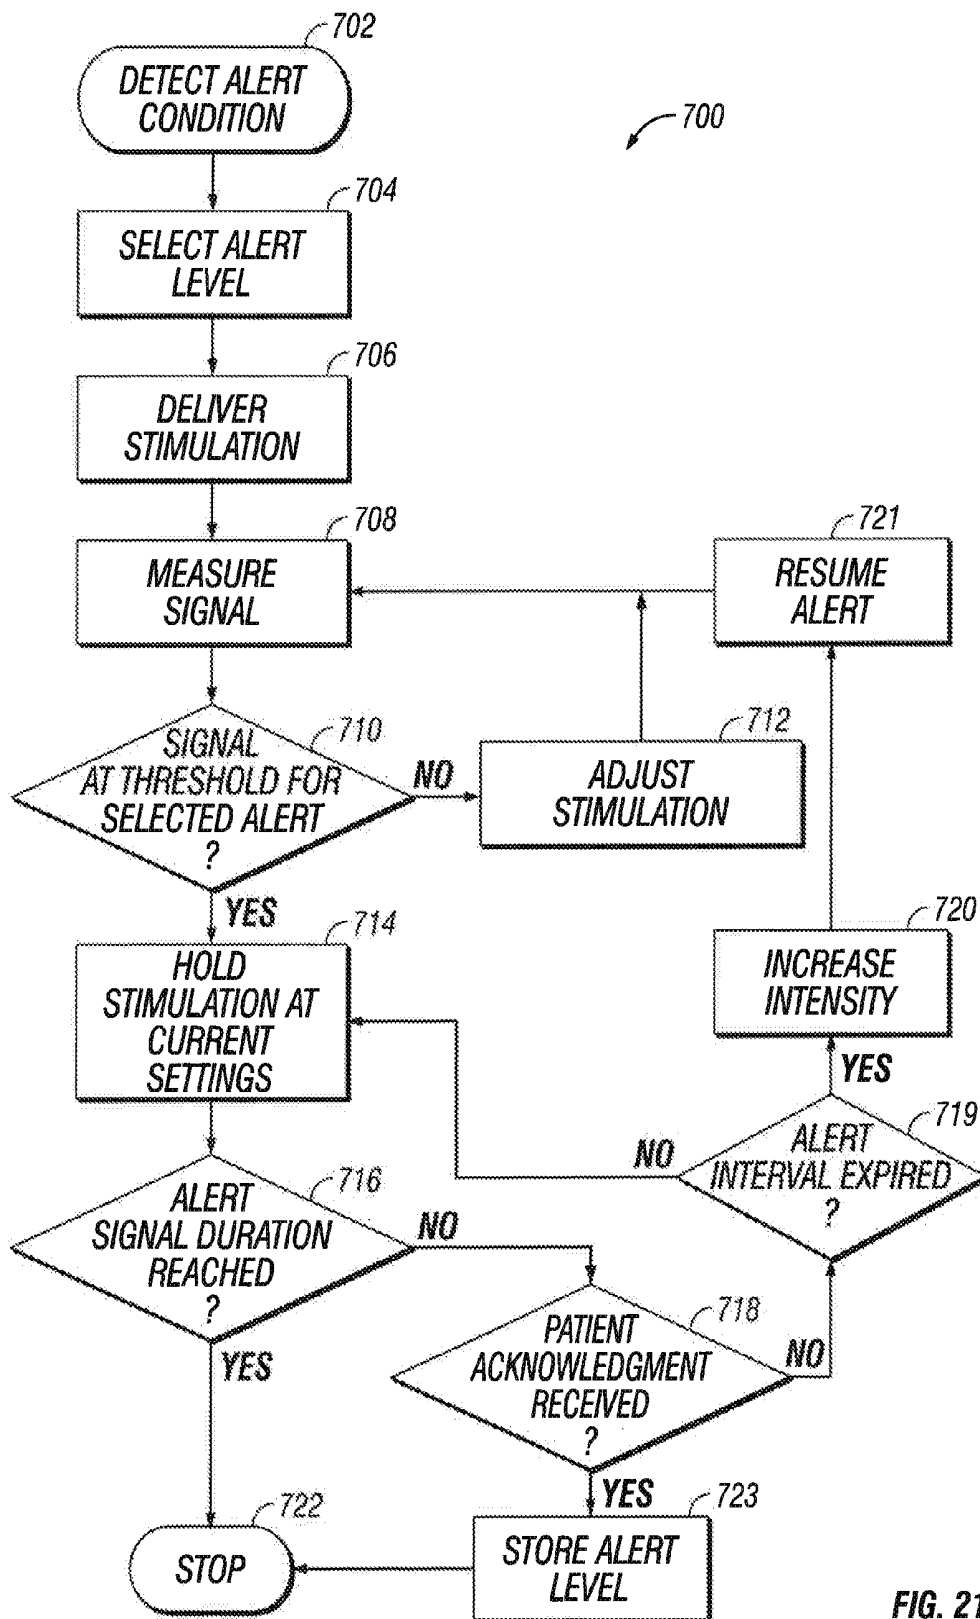 702
DETECT ALERT
CONDITION
700
704
SELECT ALERT
LEVEL
706
DELIVER
STIMULATION
708
MEASURE
SIGNAL
721
RESUME
ALERT
710
SIGNAL
AT THRESHOLD FOR
SELECTED ALERT
?
NO
712
ADJUST
STIMULATION
YES
714
HOLD
STIMULATION AT
CURRENT
SETTINGS
720
INCREASE
INTENSITY
YES
719
ALERT
INTERVAL EXPIRED
?
NO
716
ALERT
SIGNAL DURATION
REACHED
?
NO
YES
718
PATIENT
ACKNOWLEDGMENT
RECEIVED
?
NO
YES
723
STORE ALERT
LEVEL
722
STOP
FIG. 21